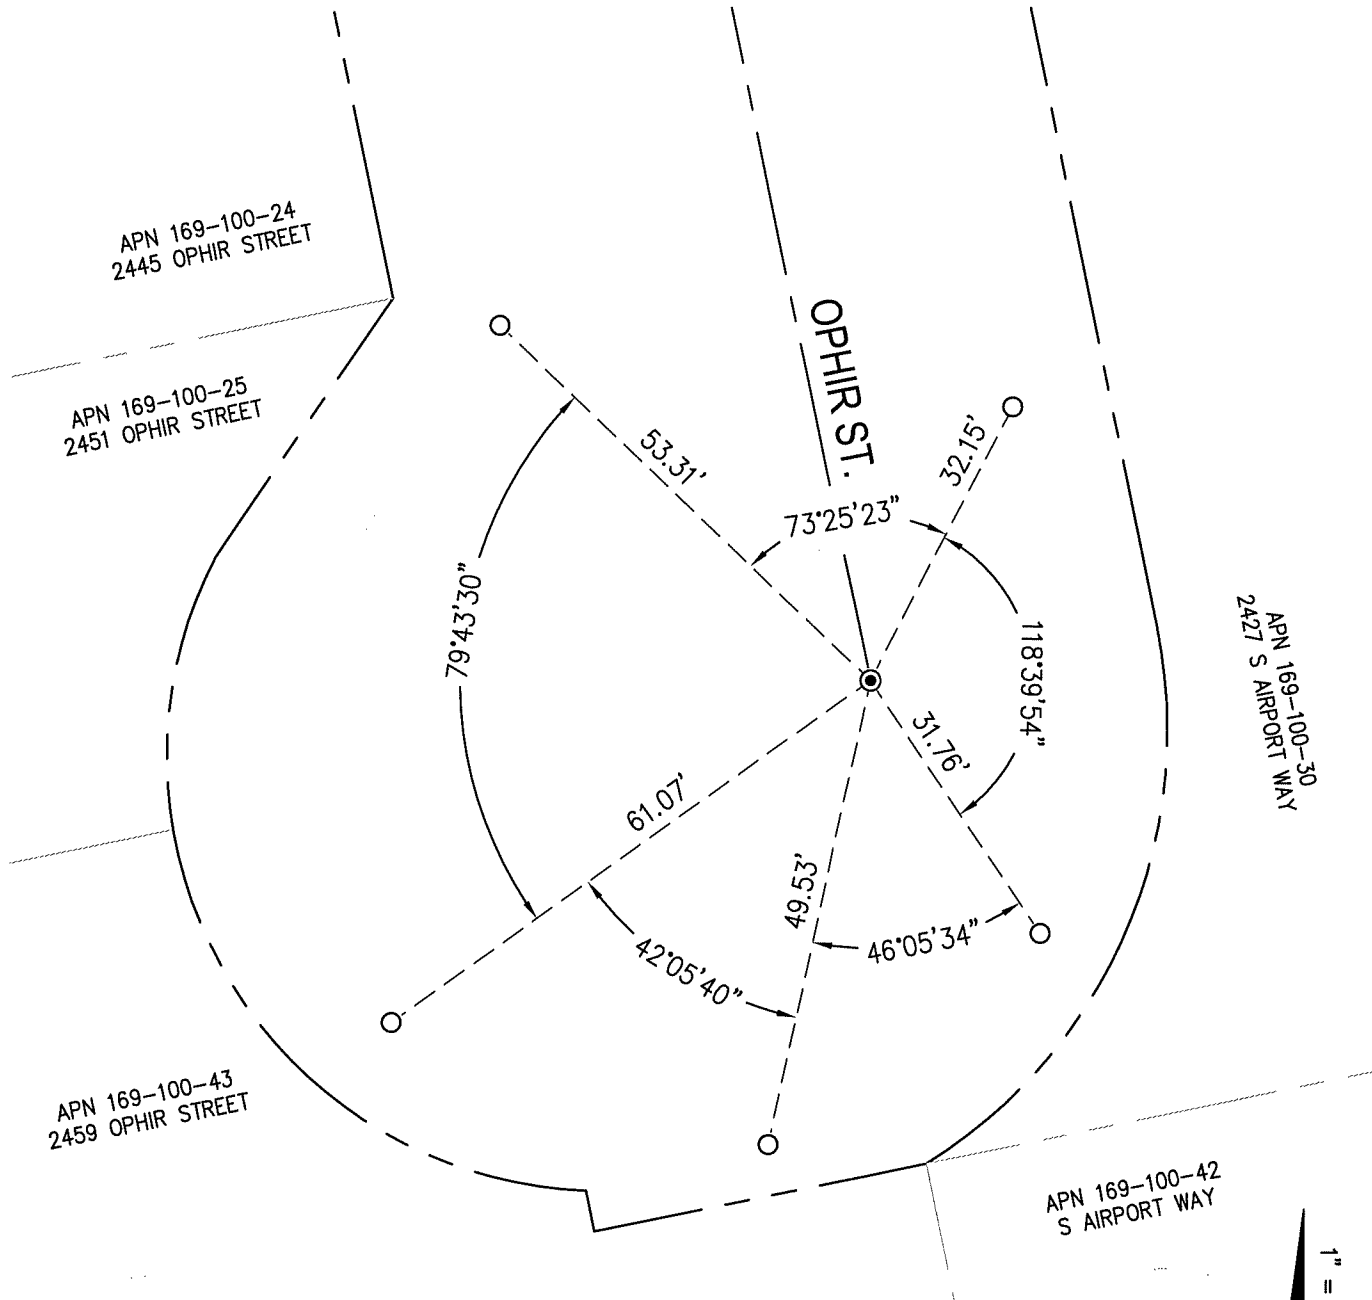 APN 169-100-24
2445 OPHIR STREET
APN 169-100-25
2451 OPHIR STREET
OPHIR ST.
53.31'
32.15'
73°25'23"
79°43'30"
118°39'54"
31.76'
61.07'
49.53'
46°05'34"
42°05'40"
APN 169-100-30
2427 S AIRPORT WAY
APN 169-100-43
2459 OPHIR STREET
APN 169-100-42
S AIRPORT WAY
1" =